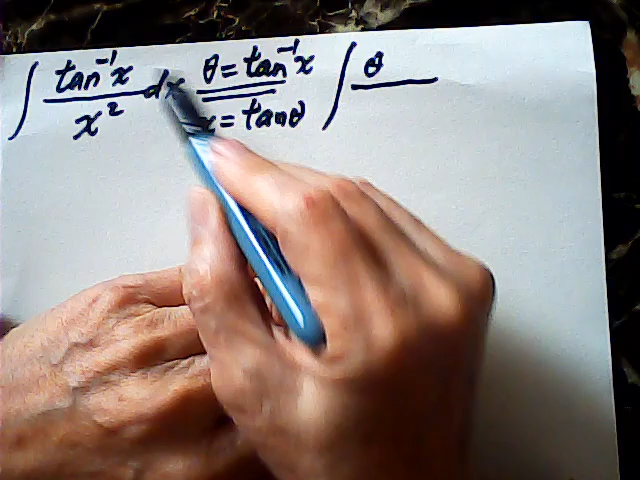 ∫ tan⁻¹x / x² dx θ = tan⁻¹x ∫ θ
x = tanθ